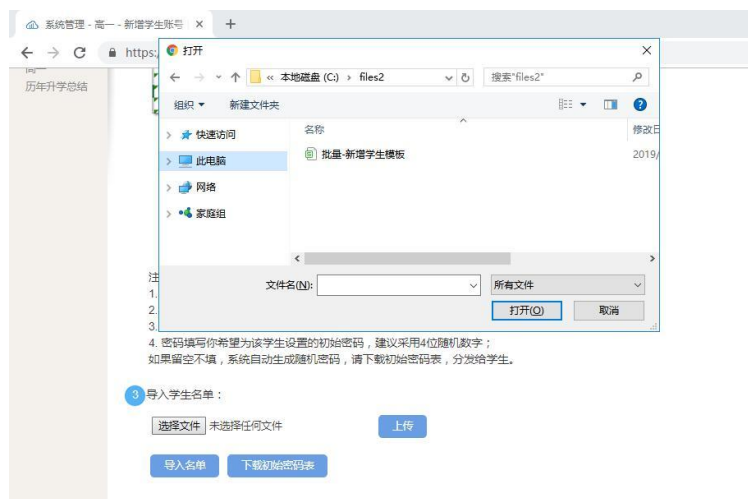 系统管理 - 高一 - 新增学生账号
https:
打开
本地磁盘 (C:) › files2
搜索"files2"
历年升学总结
组织
新建文件夹
快速访问
此电脑
网络
家庭组
名称
修改日
批量-新增学生模板
2019/
文件名(N):
所有文件
打开(O)
取消
注
1.
2.
3.
4. 密码填写你希望为该学生设置的初始密码，建议采用4位随机数字；
如果留空不填，系统自动生成随机密码，请下载初始密码表，分发给学生。
3 导入学生名单：
选择文件 未选择任何文件
上传
导入名单
下载初始密码表